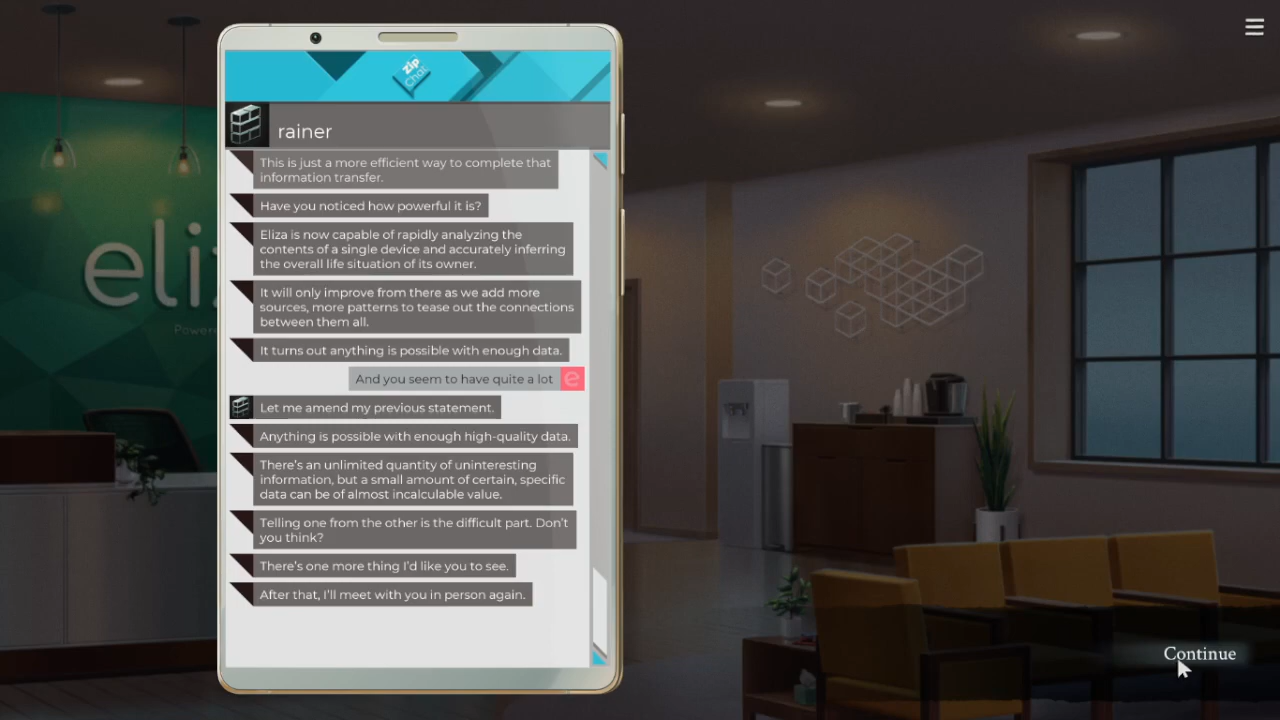 zip
Chat
rainer
This is just a more efficient way to complete that
information transfer.
Have you noticed how powerful it is?
Eliza is now capable of rapidly analyzing the
contents of a single device and accurately inferring
the overall life situation of its owner.
It will only improve from there as we add more
sources, more patterns to tease out the connections
between them all.
It turns out anything is possible with enough data.
And you seem to have quite a lot
e
Let me amend my previous statement.
Anything is possible with enough high-quality data.
There's an unlimited quantity of uninteresting
information, but a small amount of certain, specific
data can be of almost incalculable value.
Telling one from the other is the difficult part. Don't
you think?
There's one more thing I'd like you to see.
After that, I'll meet with you in person again.
eli
Powere
Continue